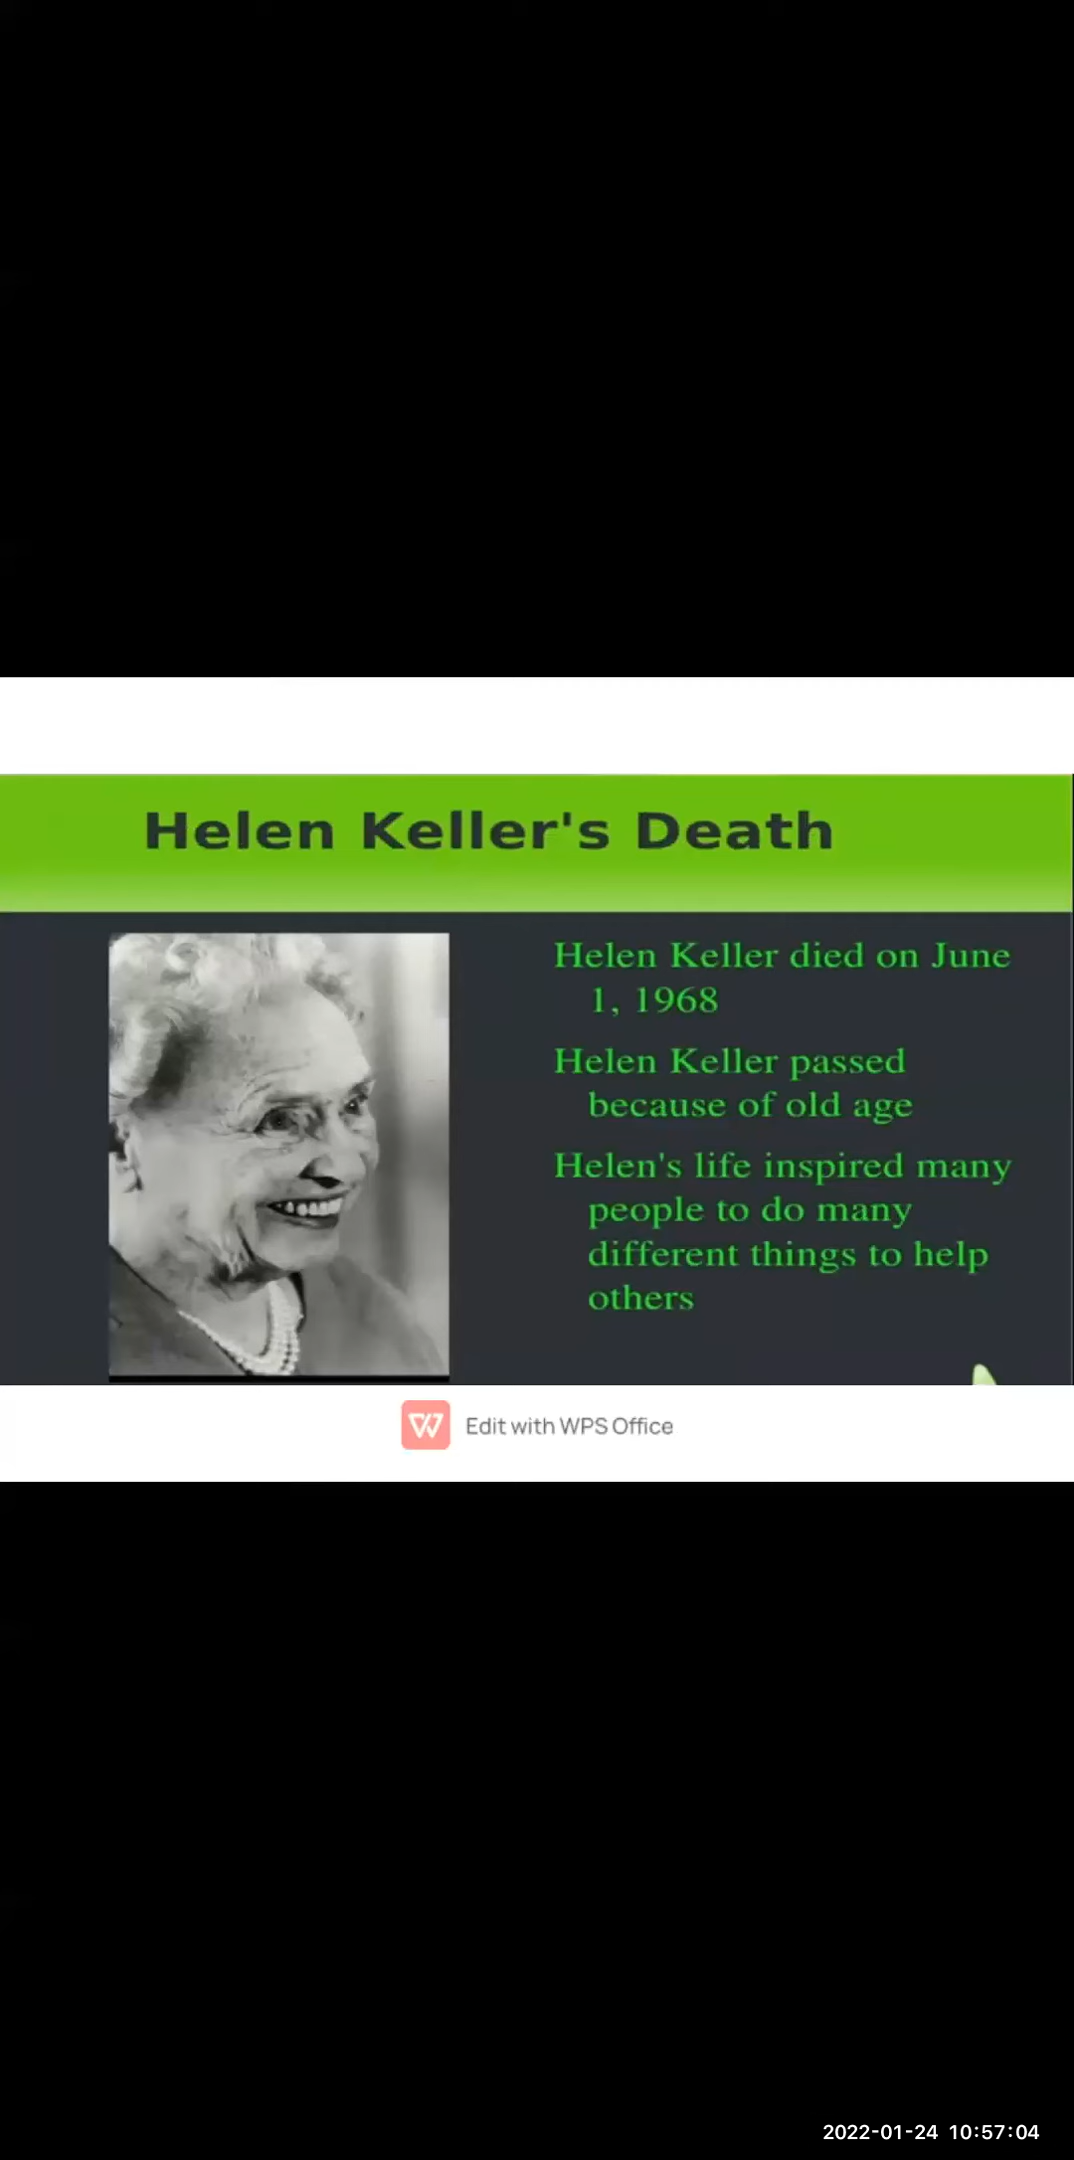 Helen Keller's Death
Helen Keller died on June
1, 1968
Helen Keller passed
because of old age
Helen's life inspired many
people to do many
different things to help
others
Edit with WPS Office
2022-01-24 10:57:04